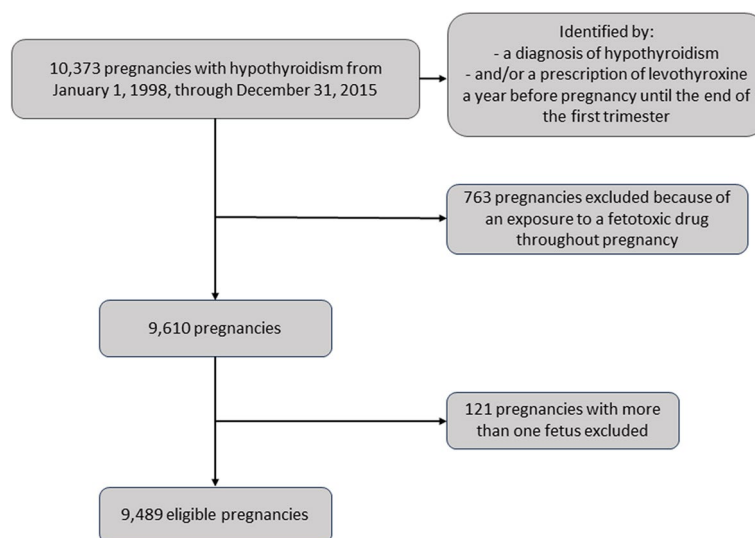 Identified by:
- a diagnosis of hypothyroidism
- and/or a prescription of levothyroxine
a year before pregnancy until the end of
the first trimester
10,373 pregnancies with hypothyroidism from
January 1, 1998, through December 31, 2015
763 pregnancies excluded because of
an exposure to a fetotoxic drug
throughout pregnancy
9,610 pregnancies
121 pregnancies with more
than one fetus excluded
9,489 eligible pregnancies